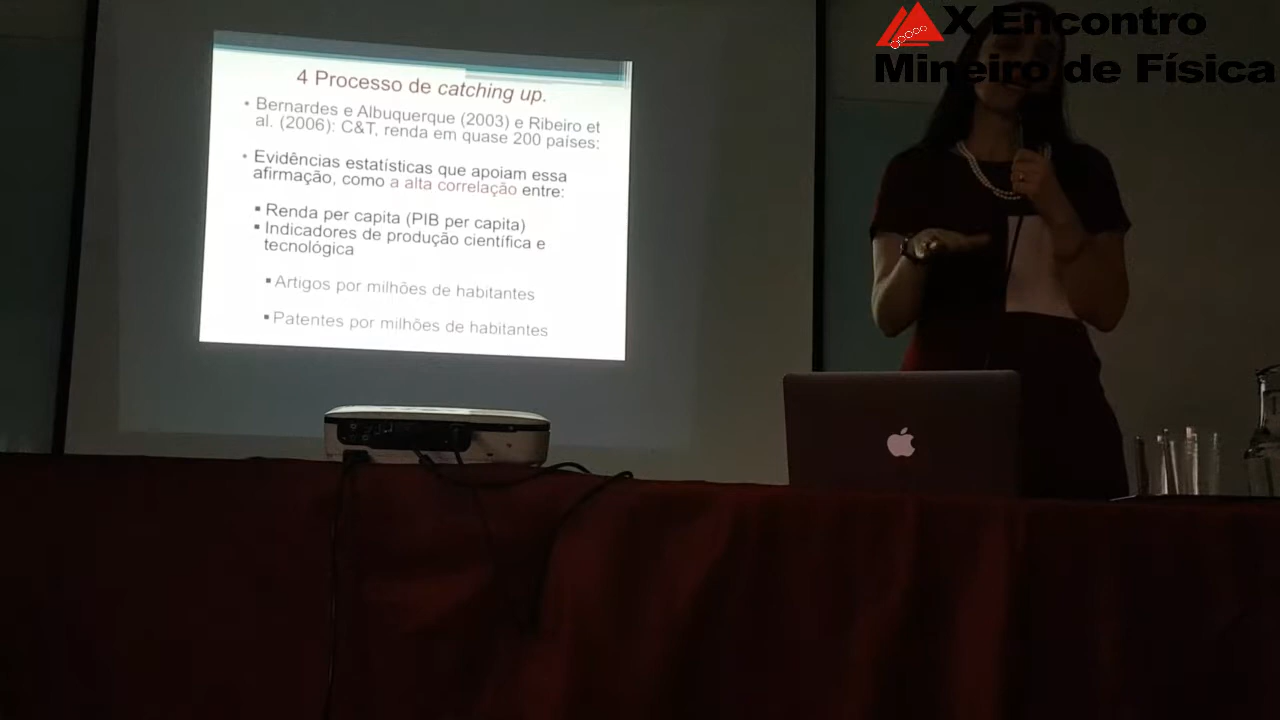 X Encontro
Mineiro de Física
4 Processo de catching up.
• Bernardes e Albuquerque (2003) e Ribeiro et
al. (2006): C&T, renda em quase 200 países:
• Evidências estatísticas que apoiam essa
afirmação, como a alta correlação entre:
▪ Renda per capita (PIB per capita)
▪ Indicadores de produção científica e
tecnológica
▪ Artigos por milhões de habitantes
▪ Patentes por milhões de habitantes